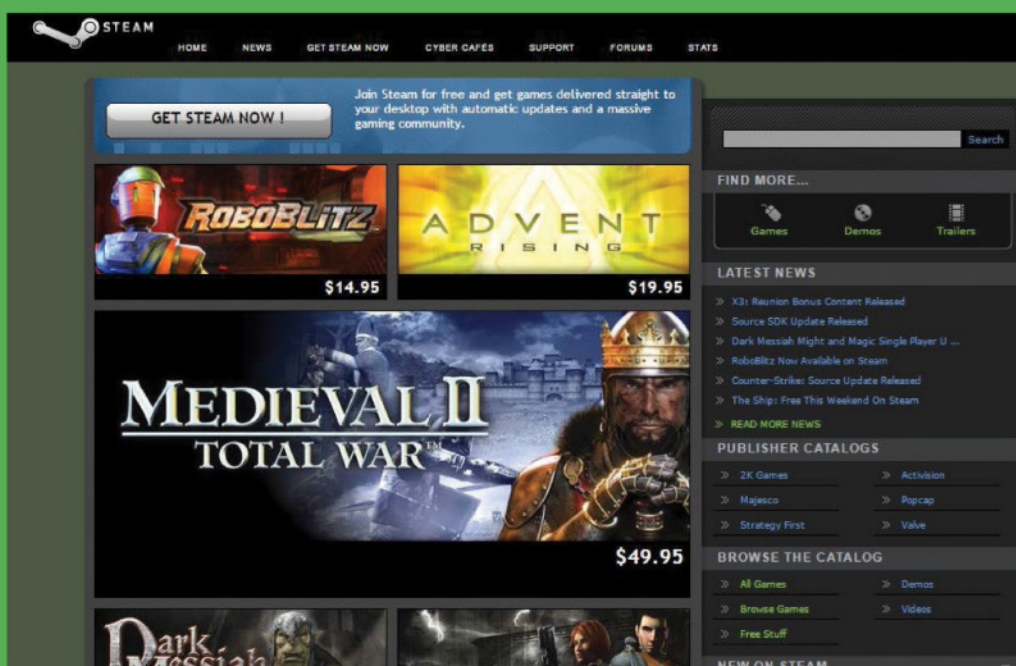 STEAM
HOME NEWS GET STEAM NOW CYBER CAFÉS SUPPORT FORUMS STATS
GET STEAM NOW !
Join Steam for free and get games delivered straight to
your desktop with automatic updates and a massive
gaming community.
ROBOBLITZ
$14.95
ADVENT
RISING
$19.95
MEDIEVAL II
TOTAL WAR™
$49.95
Dark
Messiah
Search
FIND MORE...
Games Demos Trailers
LATEST NEWS
» X3: Reunion Bonus Content Released
» Source SDK Update Released
» Dark Messiah Might and Magic Single Player U ...
» RoboBlitz Now Available on Steam
» Counter-Strike: Source Update Released
» The Ship: Free This Weekend On Steam
» READ MORE NEWS
PUBLISHER CATALOGS
» 2K Games » Activision
» Majesco » Popcap
» Strategy First » Valve
BROWSE THE CATALOG
» All Games » Demos
» Browse Games » Videos
» Free Stuff
NEW ON STEAM